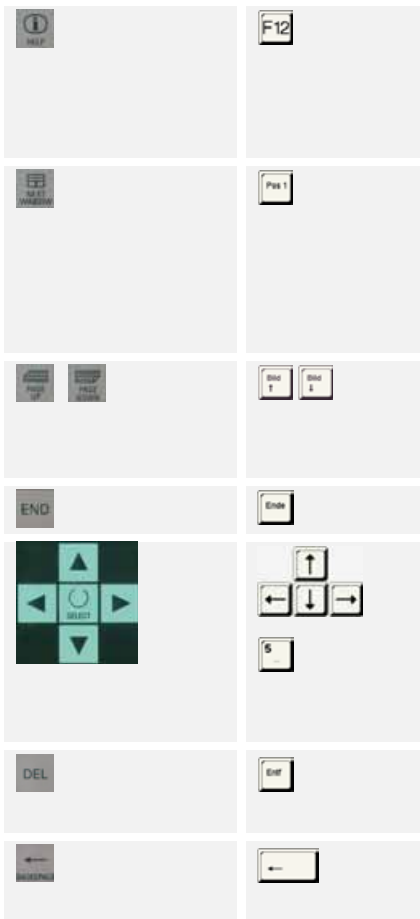 HELP
F12
NEXT
WINDOW
Pos 1
PAGE
UP
PAGE
DOWN
Bild
↑
Bild
↓
END
Ende
▲
◀
SELECT
▶
▼
↑
← ↓ →
5
DEL
Entf
←
BACKSPACE
←